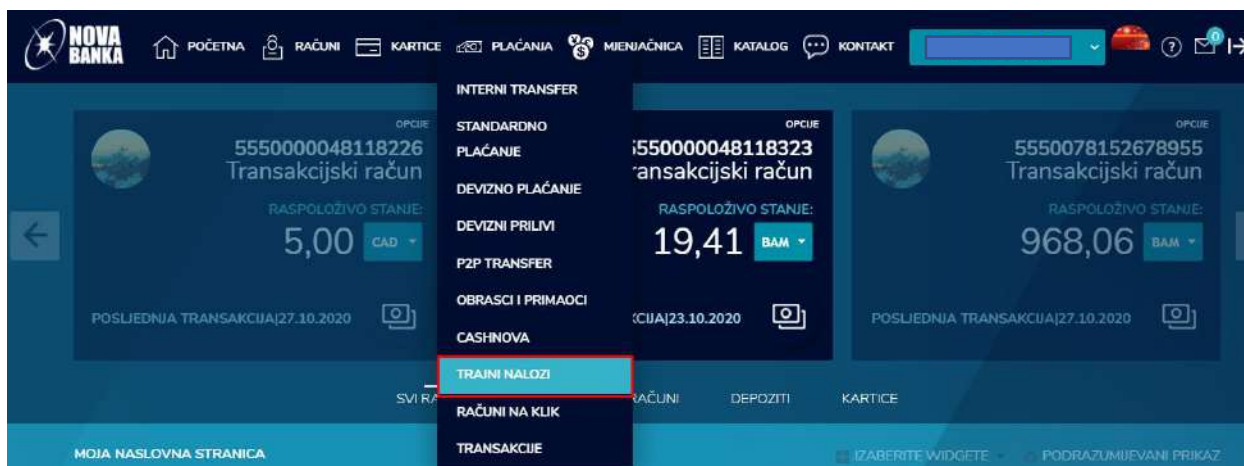 NOVA BANKA
POČETNA
RAČUNI
KARTICE
PLAĆANJA
MJENJAČNICA
KATALOG
KONTAKT
0
INTERNI TRANSFER
STANDARDNO
PLAĆANJE
DEVIZNO PLAĆANJE
DEVIZNI PRILIVI
P2P TRANSFER
OBRASCI I PRIMAOCI
CASHNOVA
TRAJNI NALOZI
RAČUNI NA KLIK
TRANSAKCIJE
OPCIJE
5550000048118226
Transakcijski račun
RASPOLOŽIVO STANJE:
5,00 CAD
POSLJEDNJA TRANSAKCIJA|27.10.2020
OPCIJE
5550000048118323
ransakcijski račun
RASPOLOŽIVO STANJE:
19,41 BAM
KCIJA|23.10.2020
OPCIJE
5550078152678955
Transakcijski račun
RASPOLOŽIVO STANJE:
968,06 BAM
POSLJEDNJA TRANSAKCIJA|27.10.2020
SVI RA
RAČUNI
DEPOZITI
KARTICE
MOJA NASLOVNA STRANICA
IZABERITE WIDGETE
PODRAZUMIJEVANI PRIKAZ